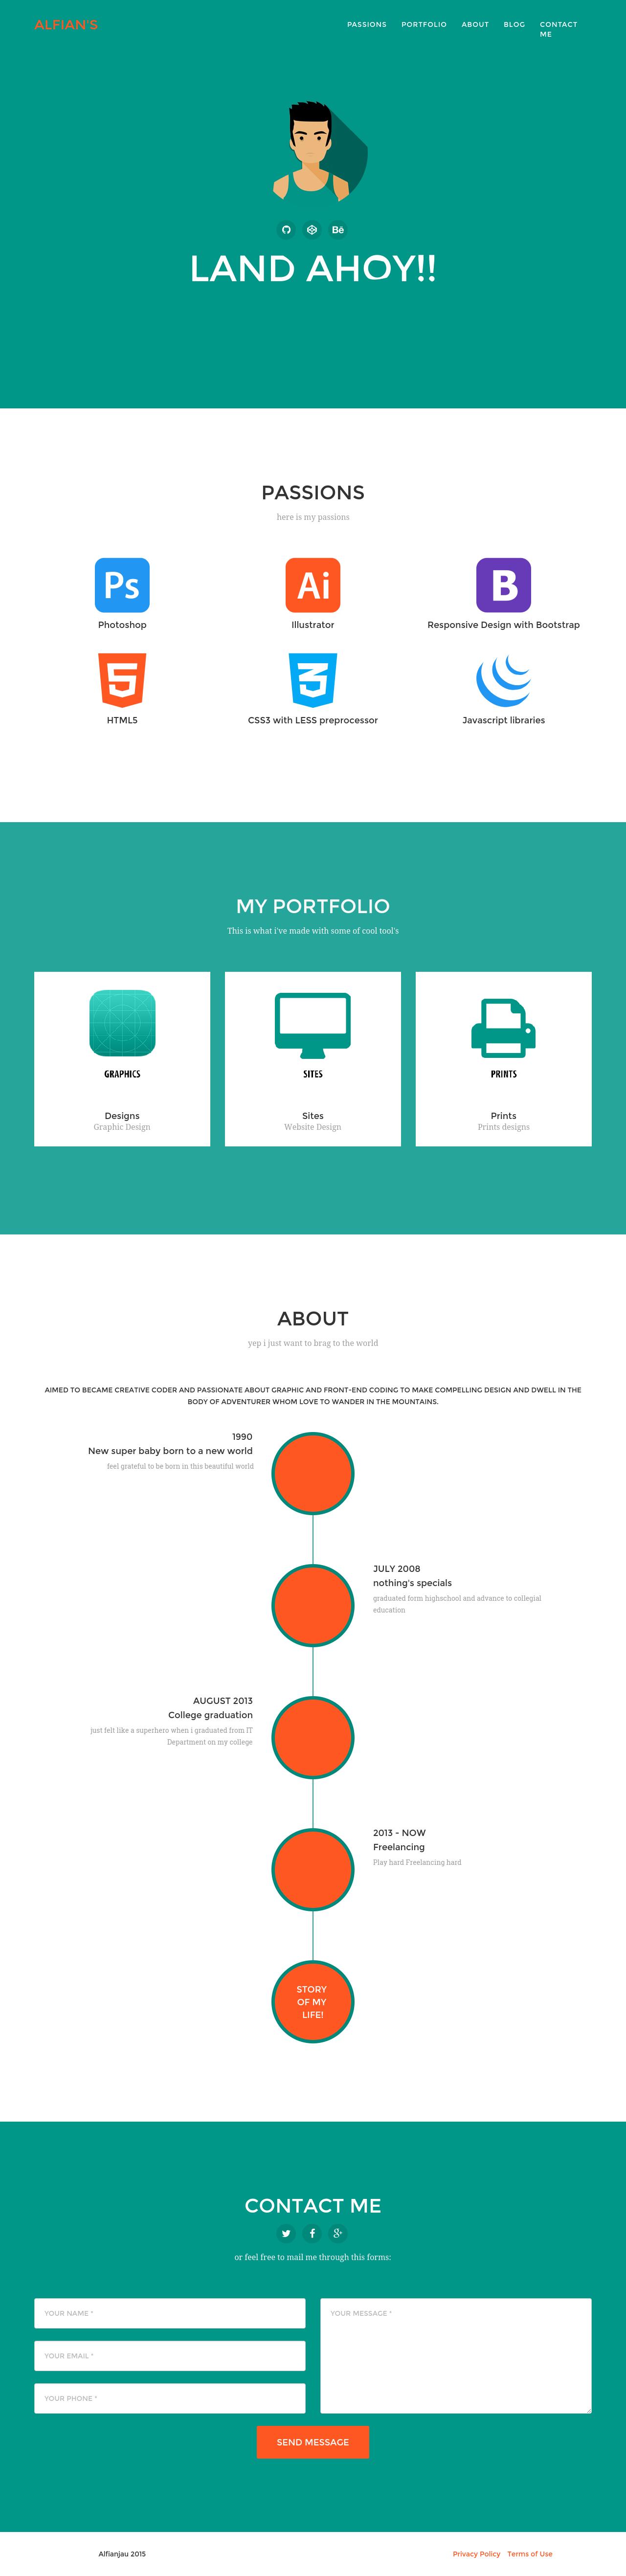 ALFIAN'S
PASSIONS
PORTFOLIO
ABOUT
BLOG
CONTACT
ME
Bē
LAND AHOY!!
PASSIONS
here is my passions
Ps
Photoshop
Ai
Illustrator
B
Responsive Design with Bootstrap
5
HTML5
3
CSS3 with LESS preprocessor
Javascript libraries
MY PORTFOLIO
This is what i've made with some of cool tool's
GRAPHICS
Designs
Graphic Design
SITES
Sites
Website Design
PRINTS
Prints
Prints designs
ABOUT
yep i just want to brag to the world
AIMED TO BECAME CREATIVE CODER AND PASSIONATE ABOUT GRAPHIC AND FRONT-END CODING TO MAKE COMPELLING DESIGN AND DWELL IN THE
BODY OF ADVENTURER WHOM LOVE TO WANDER IN THE MOUNTAINS.
1990
New super baby born to a new world
feel grateful to be born in this beautiful world
JULY 2008
nothing's specials
graduated form highschool and advance to collegial
education
AUGUST 2013
College graduation
just felt like a superhero when i graduated from IT
Department on my college
2013 - NOW
Freelancing
Play hard Freelancing hard
STORY
OF MY
LIFE!
CONTACT ME
f
g+
or feel free to mail me through this forms:
YOUR NAME *
YOUR EMAIL *
YOUR PHONE *
YOUR MESSAGE *
SEND MESSAGE
Alfianjau 2015
Privacy Policy
Terms of Use